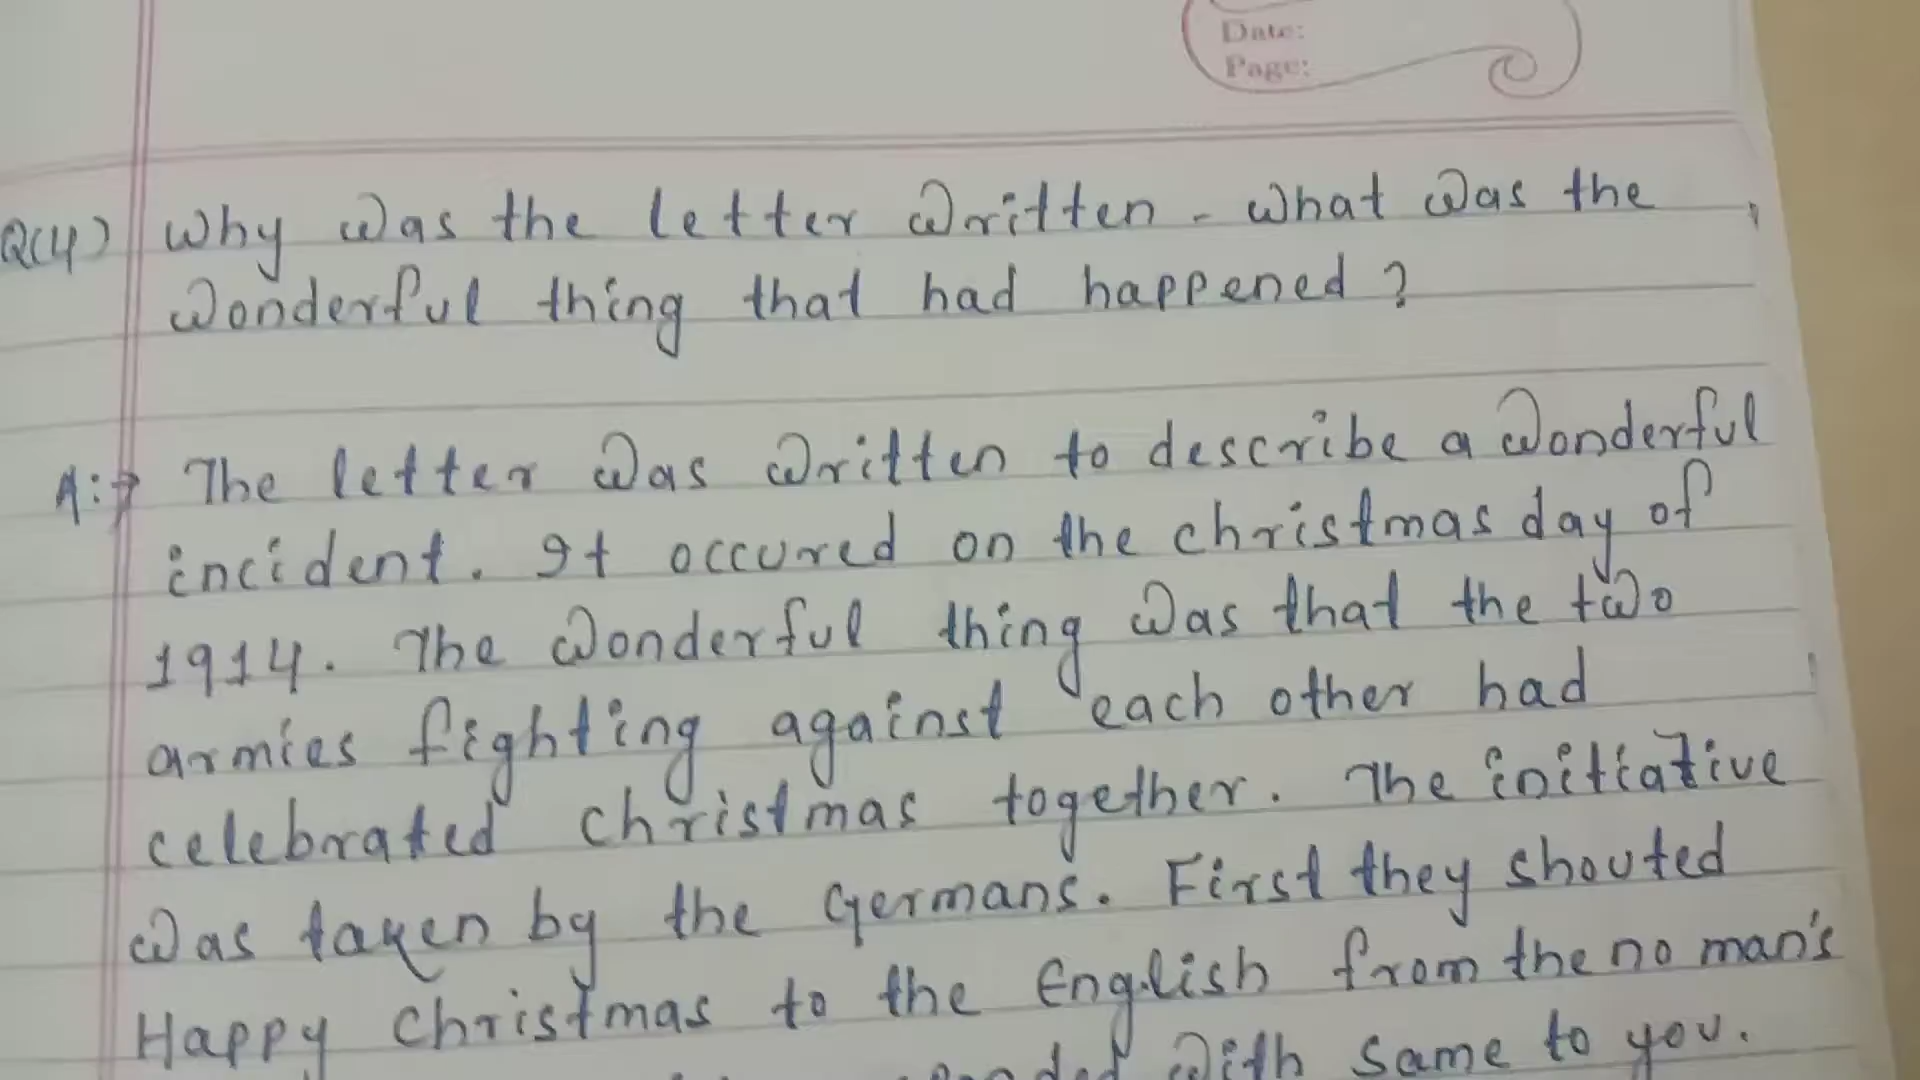 Date:
Page:
Q(4) Why was the letter written - what was the
wonderful thing that had happened?
A:→ The letter was written to describe a wonderful
incident. It occured on the christmas day of
1914. The wonderful thing was that the two
armies fighting against each other had
celebrated christmas together. The initiative
was taken by the Germans. First they shouted
Happy christmas to the English from the no man's
with same to you.